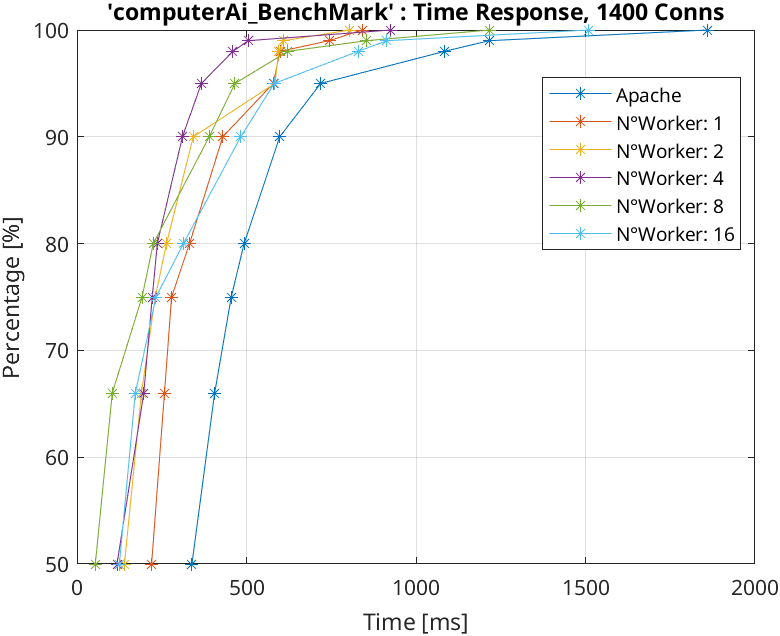 'computerAi_BenchMark' : Time Response, 1400 Conns
100
90
80
70
60
50
Percentage [%]
Apache
N°Worker: 1
N°Worker: 2
N°Worker: 4
N°Worker: 8
N°Worker: 16
0 500 1000 1500 2000
Time [ms]